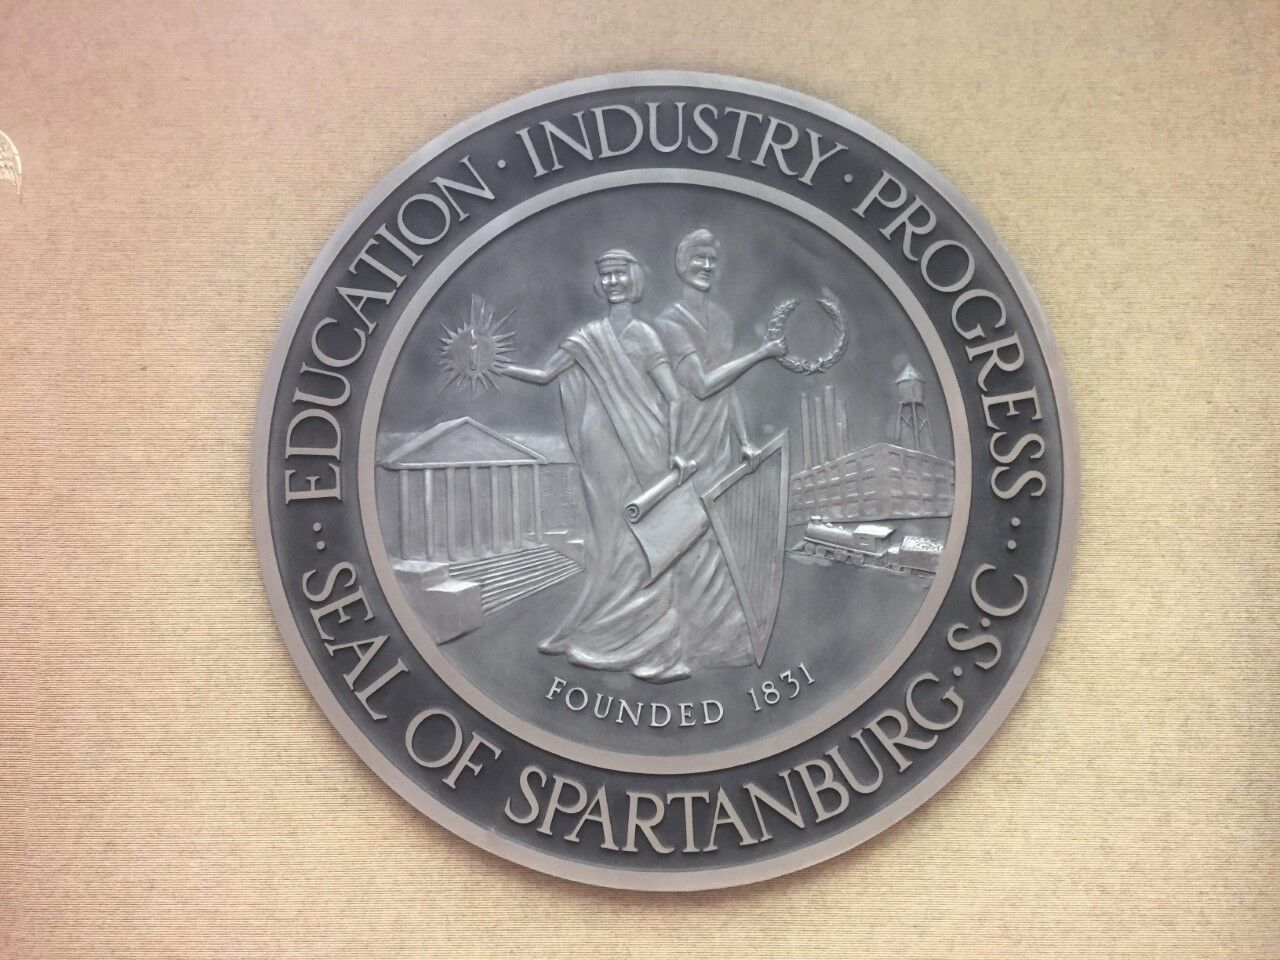 EDUCATION · INDUSTRY · PROGRESS
SEAL OF SPARTANBURG · S · C
FOUNDED 1831